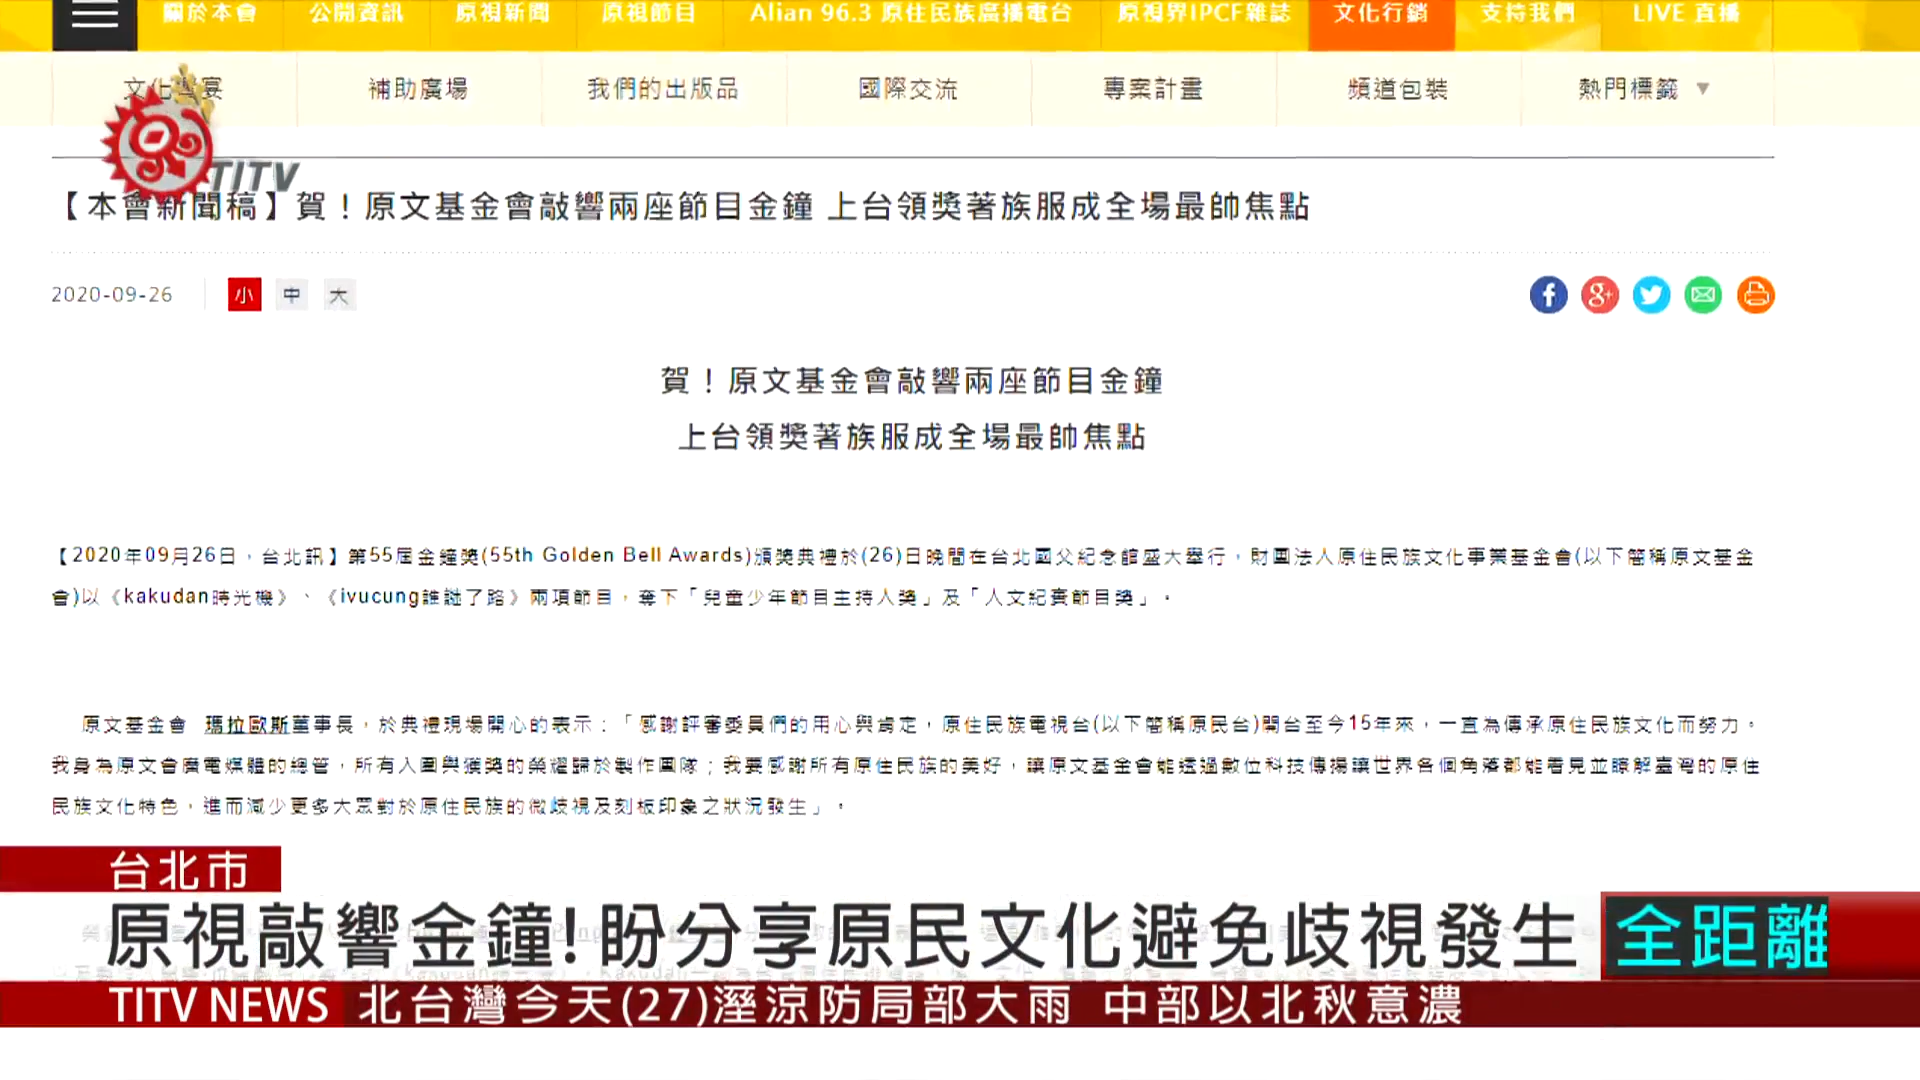 關於本會 公開資訊 原視新聞 原視節目 Alian 96.3 原住民族廣播電台 原視界IPCF雜誌 文化行銷 支持我們 LIVE 直播
文化饗宴 補助廣場 我們的出版品 國際交流 專案計畫 頻道包裝 熱門標籤 ▼
TITV
【本會新聞稿】賀！原文基金會敲響兩座節目金鐘 上台領獎著族服成全場最帥焦點
2020-09-26 小 中 大
賀！原文基金會敲響兩座節目金鐘
上台領獎著族服成全場最帥焦點
【2020年09月26日，台北訊】第55屆金鐘獎(55th Golden Bell Awards)頒獎典禮於(26)日晚間在台北國父紀念館盛大舉行，財團法人原住民族文化事業基金會(以下簡稱原文基金
會)以《kakudan時光機》、《ivucung誰謎了路》兩項節目，奪下「兒童少年節目主持人獎」及「人文紀實節目獎」。
原文基金會 瑪拉歐斯董事長，於典禮現場開心的表示：「感謝評審委員們的用心與肯定，原住民族電視台(以下簡稱原民台)開台至今15年來，一直為傳承原住民族文化而努力。
我身為原文會廣電媒體的總管，所有入圍與獲獎的榮耀歸於製作團隊；我要感謝所有原住民族的美好，讓原文基金會能透過數位科技傳揚讓世界各個角落都能看見並瞭解臺灣的原住
民族文化特色，進而減少更多大眾對於原住民族的微歧視及刻板印象之狀況發生」。
台北市
原視敲響金鐘!盼分享原民文化避免歧視發生 全距離
TITV NEWS 北台灣今天(27)溼涼防局部大雨 中部以北秋意濃